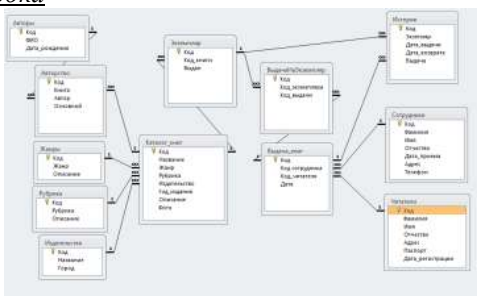 Авторы
Код
ФИО
Дата_рождения
Авторство
Код
Книга
Автор
Основной
Жанры
Код
Жанр
Описание
Рубрика
Код
Рубрика
Описание
Издательства
Код
Название
Город
Экземпляр
Код
Код_книги
Выдан
Каталог_книг
Код
Название
Жанр
Рубрика
Издательство
Год_издания
Описание
Фото
ВыдачаЭкземпляр
Код
Код_экземпляра
Код_выдачи
Выдача_книг
Код
Код_сотрудника
Код_читателя
Дата
История
Код
Экземпляр
Дата_выдачи
Дата_возврата
Выдача
Сотрудники
Код
Фамилия
Имя
Отчество
Дата_приема
Адрес
Телефон
Читатели
Код
Фамилия
Имя
Отчество
Адрес
Паспорт
Дата_регистрации